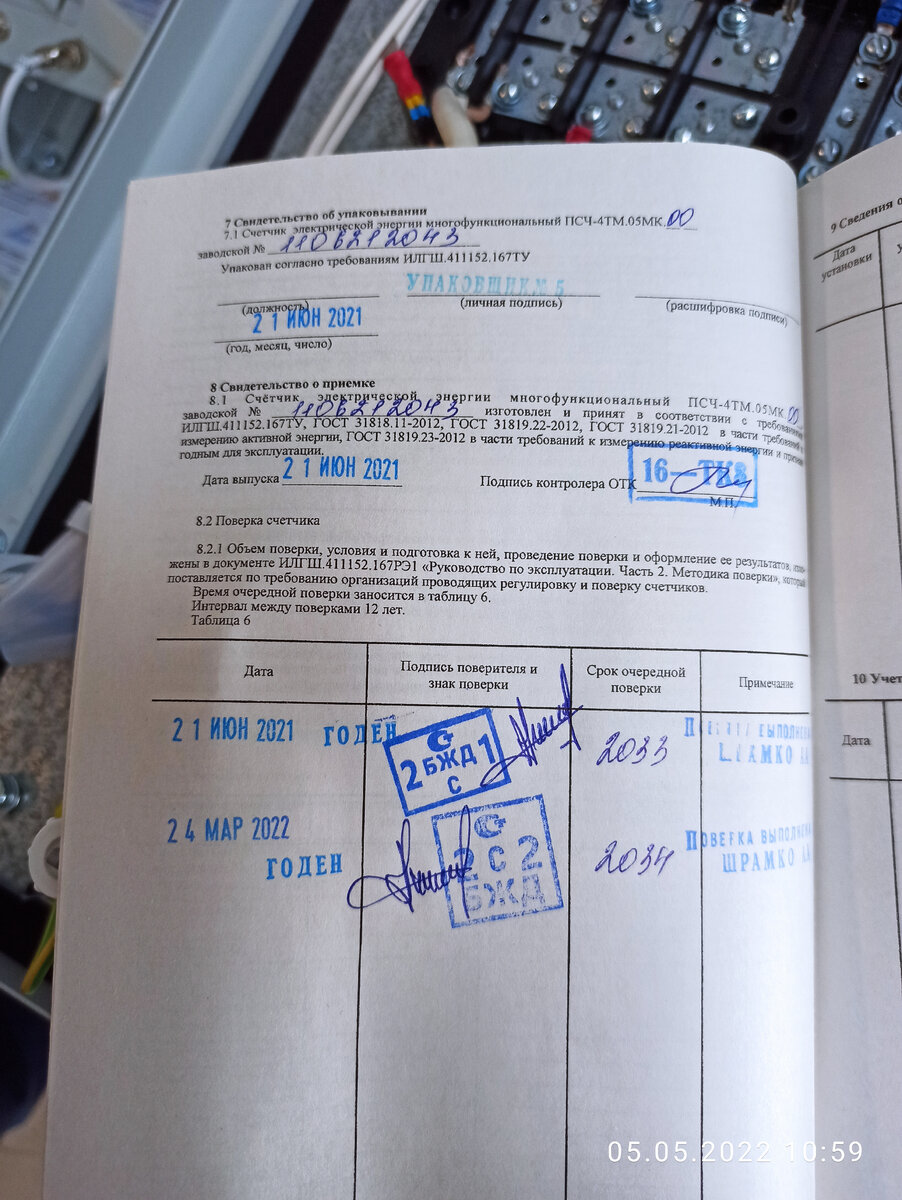 7 Свидетельство об упаковывании
7.1 Счетчик электрической энергии многофункциональный ПСЧ-4ТМ.05МК.00
заводской № 1106212043
Упакован согласно требованиям ИЛГШ.411152.167ТУ
УПАКОВЩИК № 5
(должность) (личная подпись) (расшифровка подписи)
21 ИЮН 2021
(год, месяц, число)
8 Свидетельство о приемке
8.1 Счётчик электрической энергии многофункциональный ПСЧ-4ТМ.05МК.00
заводской № 1106212043 изготовлен и принят в соответствии с требованиями
ИЛГШ.411152.167ТУ, ГОСТ 31818.11-2012, ГОСТ 31819.22-2012, ГОСТ 31819.21-2012 в части требований к
измерению активной энергии, ГОСТ 31819.23-2012 в части требований к измерению реактивной энергии и
годным для эксплуатации.
Дата выпуска 21 ИЮН 2021 Подпись контролера ОТК 16—ТК8
М.П.
8.2 Поверка счетчика
8.2.1 Объем поверки, условия и подготовка к ней, проведение поверки и оформление ее результатов,
жены в документе ИЛГШ.411152.167РЭ1 «Руководство по эксплуатации. Часть 2. Методика поверки»,
поставляется по требованию организаций проводящих регулировку и поверку счетчиков.
Время очередной поверки заносится в таблицу 6.
Интервал между поверками 12 лет.
Таблица 6
Дата Подпись поверителя и знак поверки Срок очередной поверки Примечание
21 ИЮН 2021 ГОДЕН
2 БЖД 1
С
2033
24 МАР 2022
ГОДЕН
2 С 2
БЖД
2034
ПОВЕРКА ВЫПОЛНЕНА
ШРАМКО
9 Сведения о
Дата
установки
10 Учет
Дата
05.05.2022 10:59